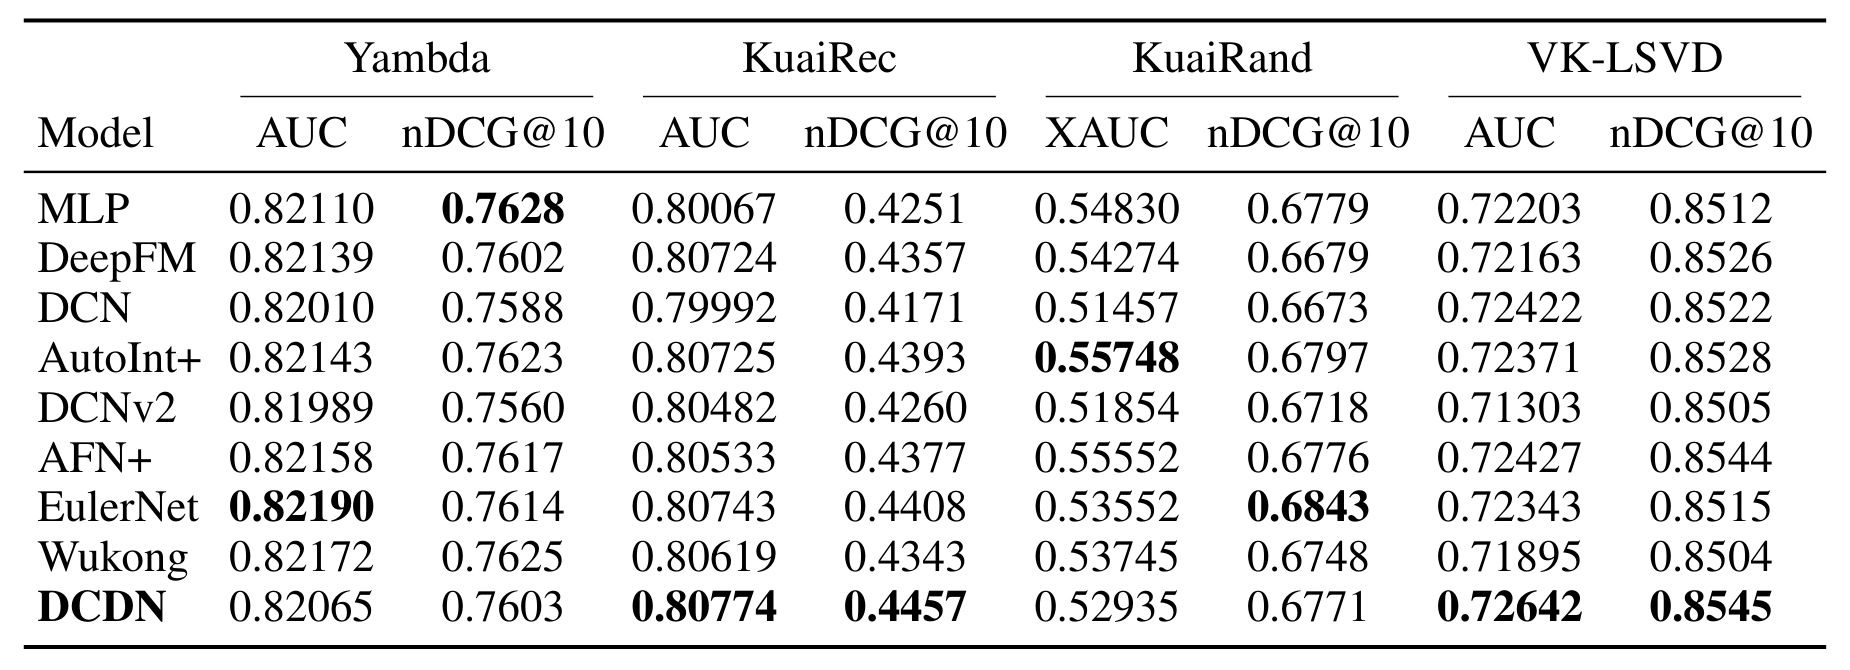 Yambda KuaiRec KuaiRand VK-LSVD
Model AUC nDCG@10 AUC nDCG@10 XAUC nDCG@10 AUC nDCG@10
MLP 0.82110 0.7628 0.80067 0.4251 0.54830 0.6779 0.72203 0.8512
DeepFM 0.82139 0.7602 0.80724 0.4357 0.54274 0.6679 0.72163 0.8526
DCN 0.82010 0.7588 0.79992 0.4171 0.51457 0.6673 0.72422 0.8522
AutoInt+ 0.82143 0.7623 0.80725 0.4393 0.55748 0.6797 0.72371 0.8528
DCNv2 0.81989 0.7560 0.80482 0.4260 0.51854 0.6718 0.71303 0.8505
AFN+ 0.82158 0.7617 0.80533 0.4377 0.55552 0.6776 0.72427 0.8544
EulerNet 0.82190 0.7614 0.80743 0.4408 0.53552 0.6843 0.72343 0.8515
Wukong 0.82172 0.7625 0.80619 0.4343 0.53745 0.6748 0.71895 0.8504
DCDN 0.82065 0.7603 0.80774 0.4457 0.52935 0.6771 0.72642 0.8545